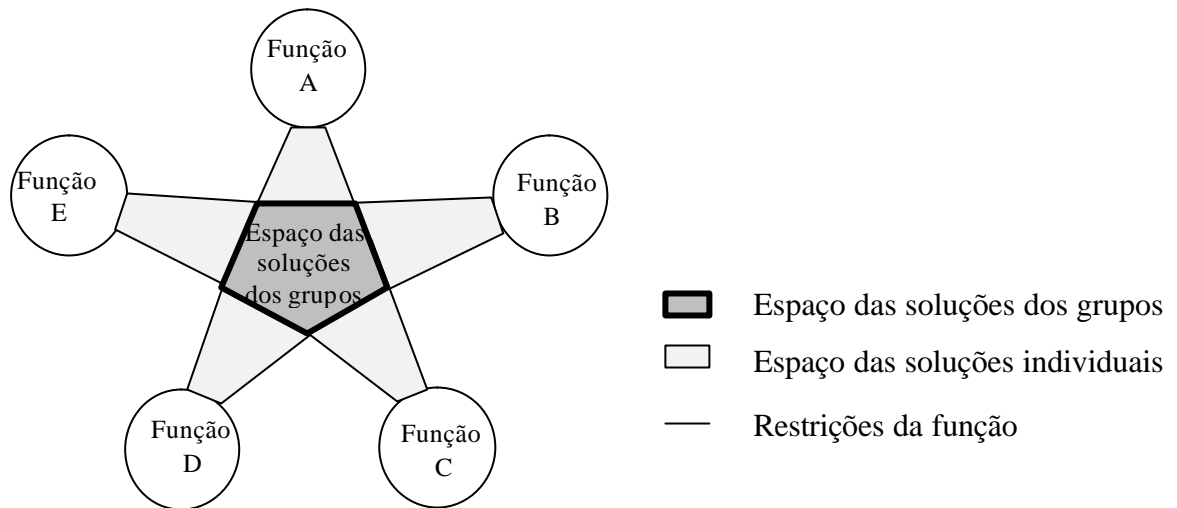 Função
A
Função
E
Função
B
Espaço das
soluções
dos grupos
Função
D
Função
C
Espaço das soluções dos grupos
Espaço das soluções individuais
Restrições da função